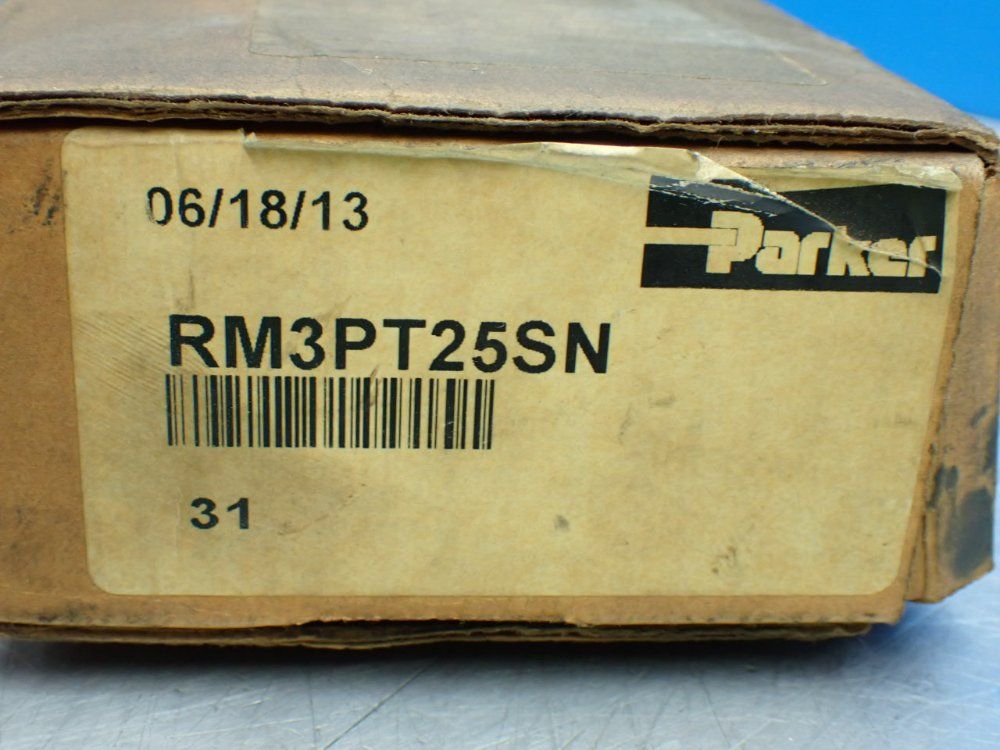 06/18/13
Parker
RM3PT25SN
31